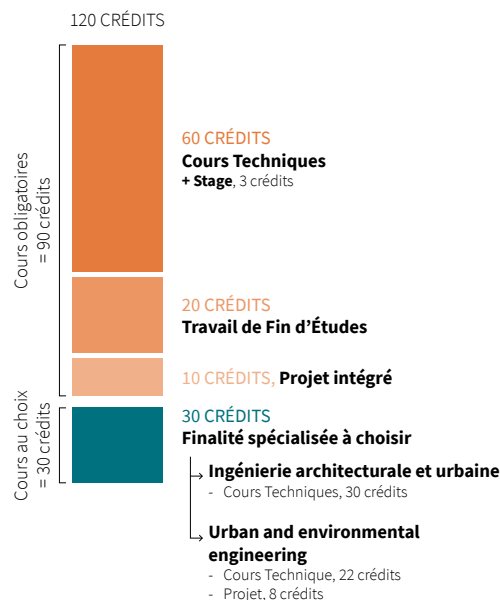 120 CRÉDITS
Cours obligatoires
= 90 crédits
60 CRÉDITS
Cours Techniques
+ Stage, 3 crédits
20 CRÉDITS
Travail de Fin d’Études
10 CRÉDITS, Projet intégré
Cours au choix
= 30 crédits
30 CRÉDITS
Finalité spécialisée à choisir
Ingénierie architecturale et urbaine
- Cours Techniques, 30 crédits
Urban and environmental
engineering
- Cours Technique, 22 crédits
- Projet, 8 crédits